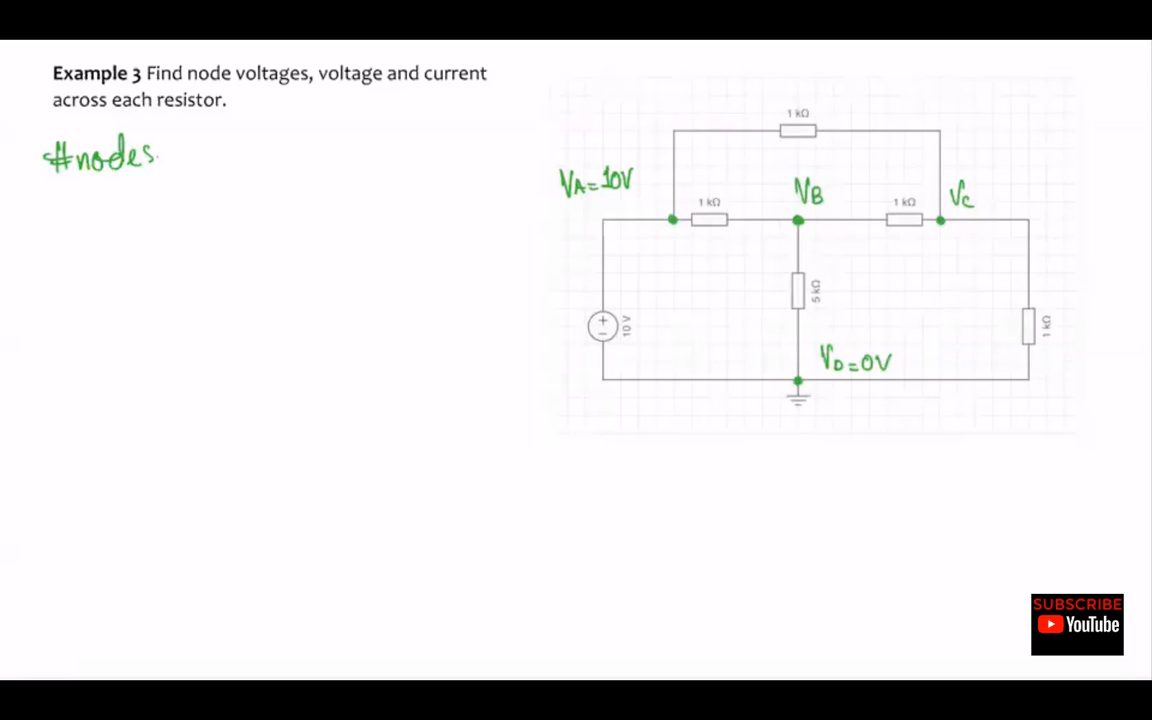 Example 3 Find node voltages, voltage and current
across each resistor.
#nodes
1 kΩ
VA=10V
VB
VC
1 kΩ
1 kΩ
5 kΩ
10 V
1 kΩ
VD=0V
SUBSCRIBE
YouTube